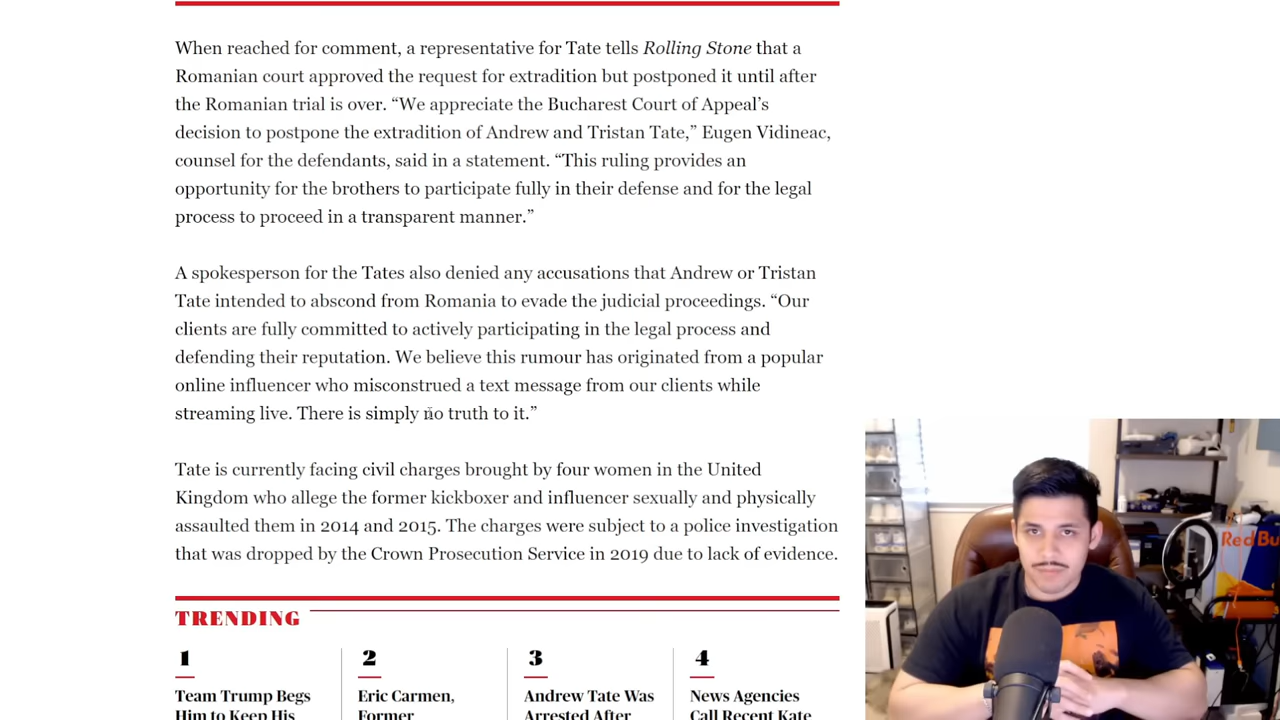 When reached for comment, a representative for Tate tells Rolling Stone that a
Romanian court approved the request for extradition but postponed it until after
the Romanian trial is over. “We appreciate the Bucharest Court of Appeal’s
decision to postpone the extradition of Andrew and Tristan Tate,” Eugen Vidineac,
counsel for the defendants, said in a statement. “This ruling provides an
opportunity for the brothers to participate fully in their defense and for the legal
process to proceed in a transparent manner.”
A spokesperson for the Tates also denied any accusations that Andrew or Tristan
Tate intended to abscond from Romania to evade the judicial proceedings. “Our
clients are fully committed to actively participating in the legal process and
defending their reputation. We believe this rumour has originated from a popular
online influencer who misconstrued a text message from our clients while
streaming live. There is simply no truth to it.”
Tate is currently facing civil charges brought by four women in the United
Kingdom who allege the former kickboxer and influencer sexually and physically
assaulted them in 2014 and 2015. The charges were subject to a police investigation
that was dropped by the Crown Prosecution Service in 2019 due to lack of evidence.
TRENDING
1
Team Trump Begs
Him to Keep His
2
Eric Carmen,
Former
3
Andrew Tate Was
Arrested After
4
News Agencies
Call Recent Kate
RedBu